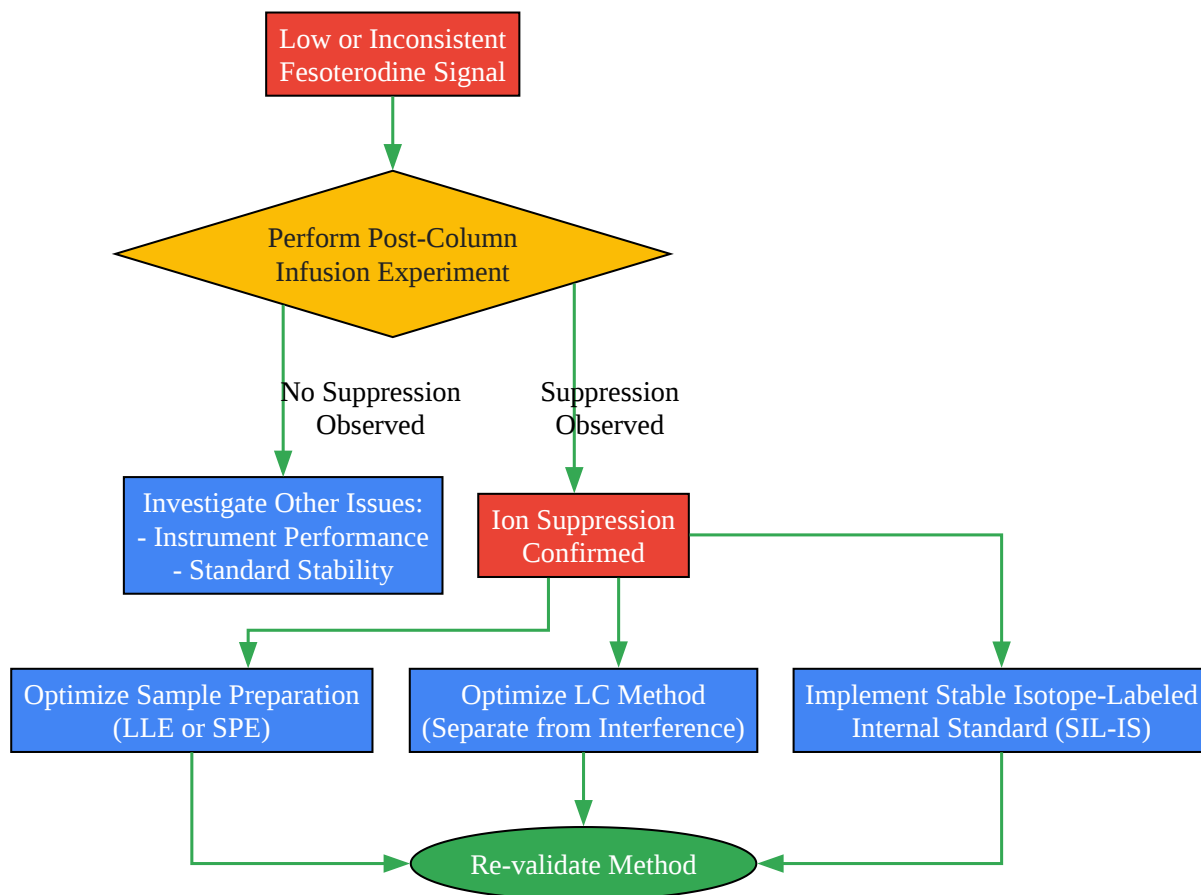 Low or Inconsistent
Fesoterodine Signal
Perform Post-Column
Infusion Experiment
No Suppression
Observed
Suppression
Observed
Investigate Other Issues:
- Instrument Performance
- Standard Stability
Ion Suppression
Confirmed
Optimize Sample Preparation
(LLE or SPE)
Optimize LC Method
(Separate from Interference)
Implement Stable Isotope-Labeled
Internal Standard (SIL-IS)
Re-validate Method